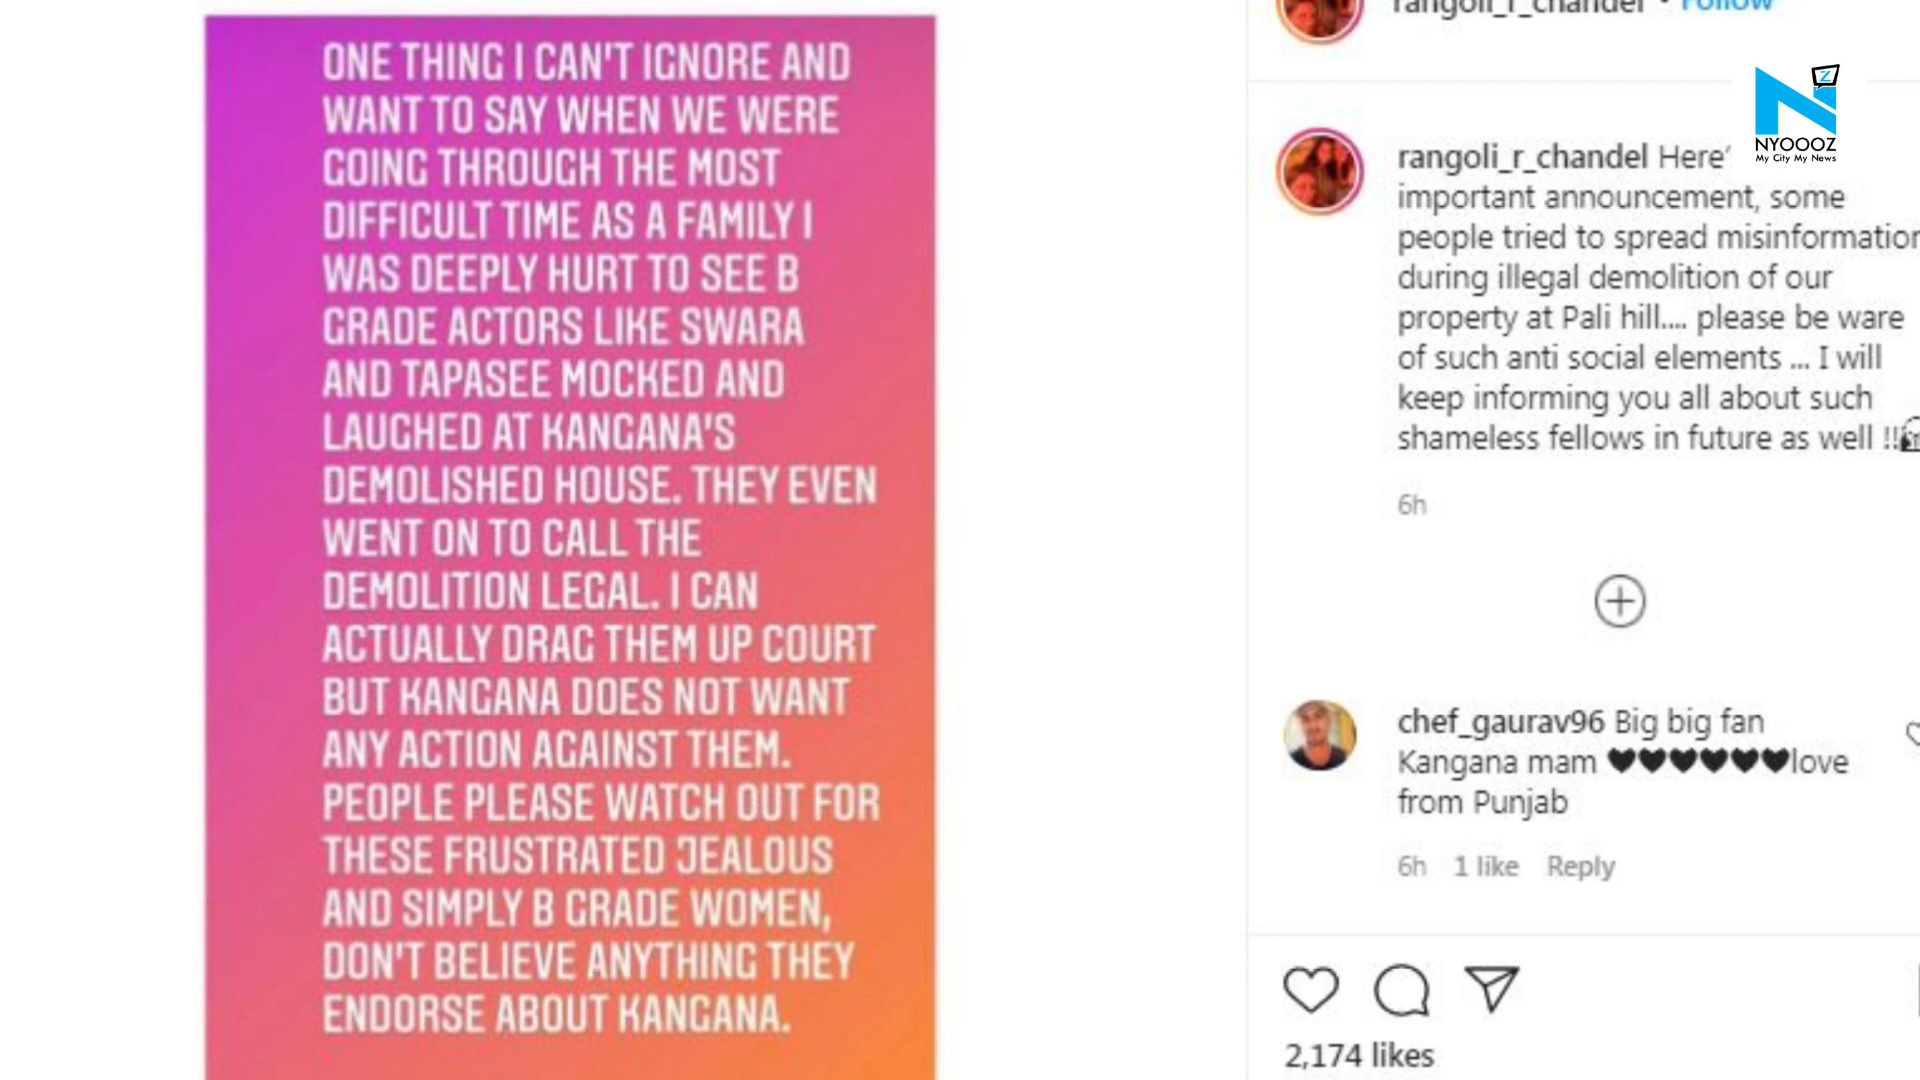 ONE THING I CAN'T IGNORE AND
WANT TO SAY WHEN WE WERE
GOING THROUGH THE MOST
DIFFICULT TIME AS A FAMILY I
WAS DEEPLY HURT TO SEE B
GRADE ACTORS LIKE SWARA
AND TAPASEE MOCKED AND
LAUGHED AT KANGANA'S
DEMOLISHED HOUSE. THEY EVEN
WENT ON TO CALL THE
DEMOLITION LEGAL. I CAN
ACTUALLY DRAG THEM UP COURT
BUT KANGANA DOES NOT WANT
ANY ACTION AGAINST THEM.
PEOPLE PLEASE WATCH OUT FOR
THESE FRUSTRATED JEALOUS
AND SIMPLY B GRADE WOMEN,
DON'T BELIEVE ANYTHING THEY
ENDORSE ABOUT KANGANA.
rangoli_r_chandel • Follow
Z
NYOOOZ
My City My News
rangoli_r_chandel Here'
important announcement, some
people tried to spread misinformation
during illegal demolition of our
property at Pali hill.... please be ware
of such anti social elements ... I will
keep informing you all about such
shameless fellows in future as well !!
6h
chef_gaurav96 Big big fan
Kangana mam 🖤🖤🖤🖤🖤🖤love
from Punjab
6h 1 like Reply
2,174 likes